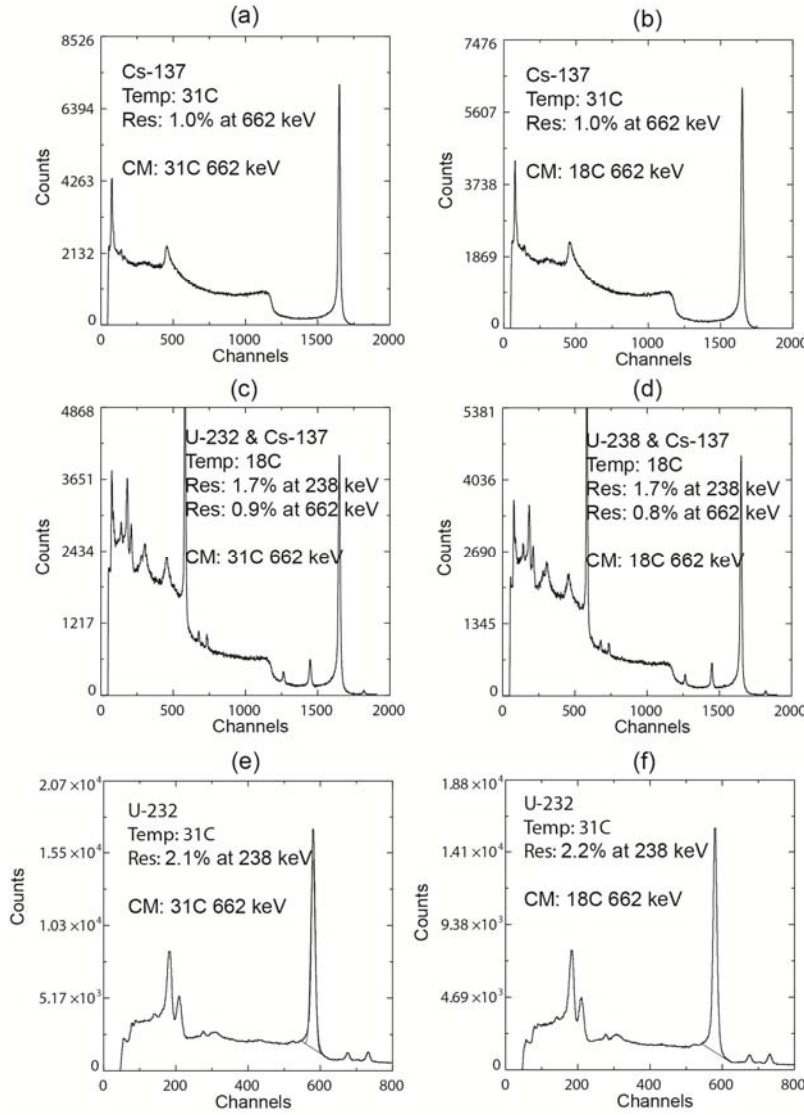 (a)
8526
6394
4263
2132
0
Counts
Cs-137
Temp: 31C
Res: 1.0% at 662 keV
CM: 31C 662 keV
0 500 1000 1500 2000
Channels
(b)
7476
5607
3738
1869
0
Counts
Cs-137
Temp: 31C
Res: 1.0% at 662 keV
CM: 18C 662 keV
0 500 1000 1500 2000
Channels
(c)
4868
3651
2434
1217
0
Counts
U-232 & Cs-137
Temp: 18C
Res: 1.7% at 238 keV
Res: 0.9% at 662 keV
CM: 31C 662 keV
0 500 1000 1500 2000
Channels
(d)
5381
4036
2690
1345
0
Counts
U-238 & Cs-137
Temp: 18C
Res: 1.7% at 238 keV
Res: 0.8% at 662 keV
CM: 18C 662 keV
0 500 1000 1500 2000
Channels
(e)
2.07 ×10⁴
1.55 ×10⁴
1.03 ×10⁴
5.17 ×10³
0
Counts
U-232
Temp: 31C
Res: 2.1% at 238 keV
CM: 31C 662 keV
0 200 400 600 800
Channels
(f)
1.88 ×10⁴
1.41 ×10⁴
9.38 ×10³
4.69 ×10³
0
Counts
U-232
Temp: 31C
Res: 2.2% at 238 keV
CM: 18C 662 keV
0 200 400 600 800
Channels